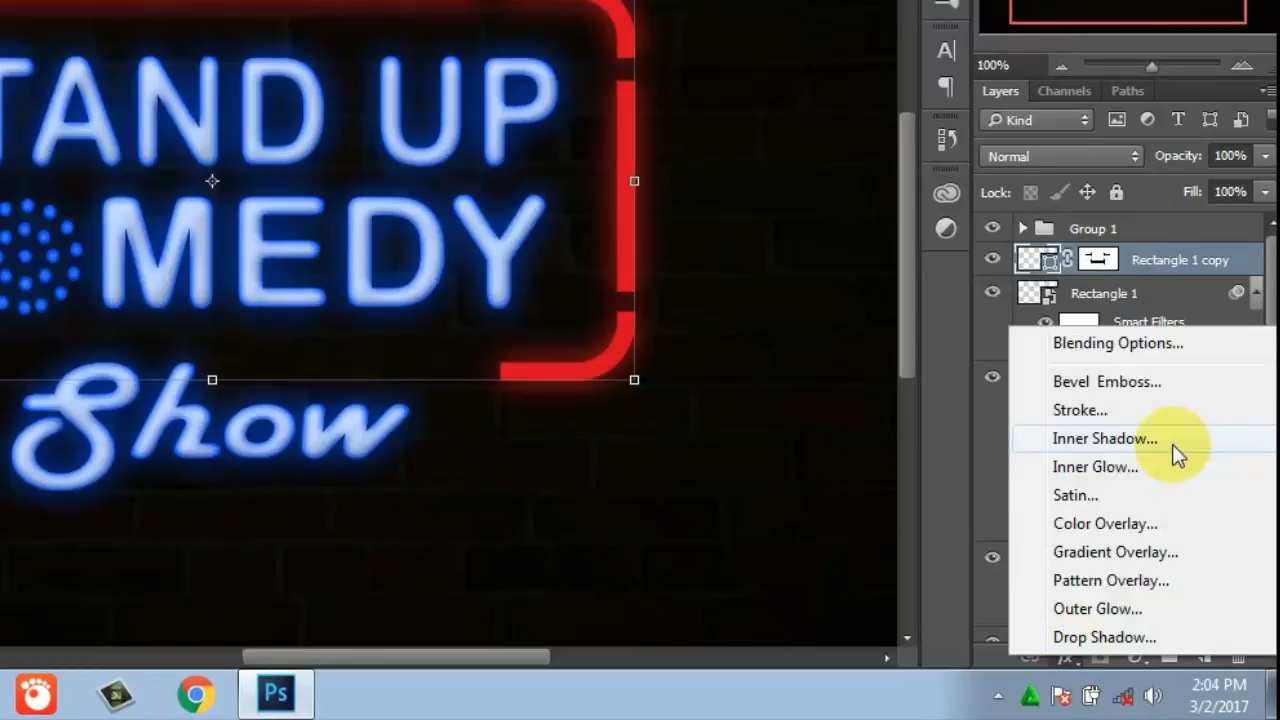 TAND UP
MEDY
Show
100%
Layers
Channels
Paths
Kind
Normal
Opacity: 100%
Lock:
Fill: 100%
Group 1
Rectangle 1 copy
Rectangle 1
Smart Filters
Blending Options...
Bevel Emboss...
Stroke...
Inner Shadow...
Inner Glow...
Satin...
Color Overlay...
Gradient Overlay...
Pattern Overlay...
Outer Glow...
Drop Shadow...
Ps
2:04 PM
3/2/2017